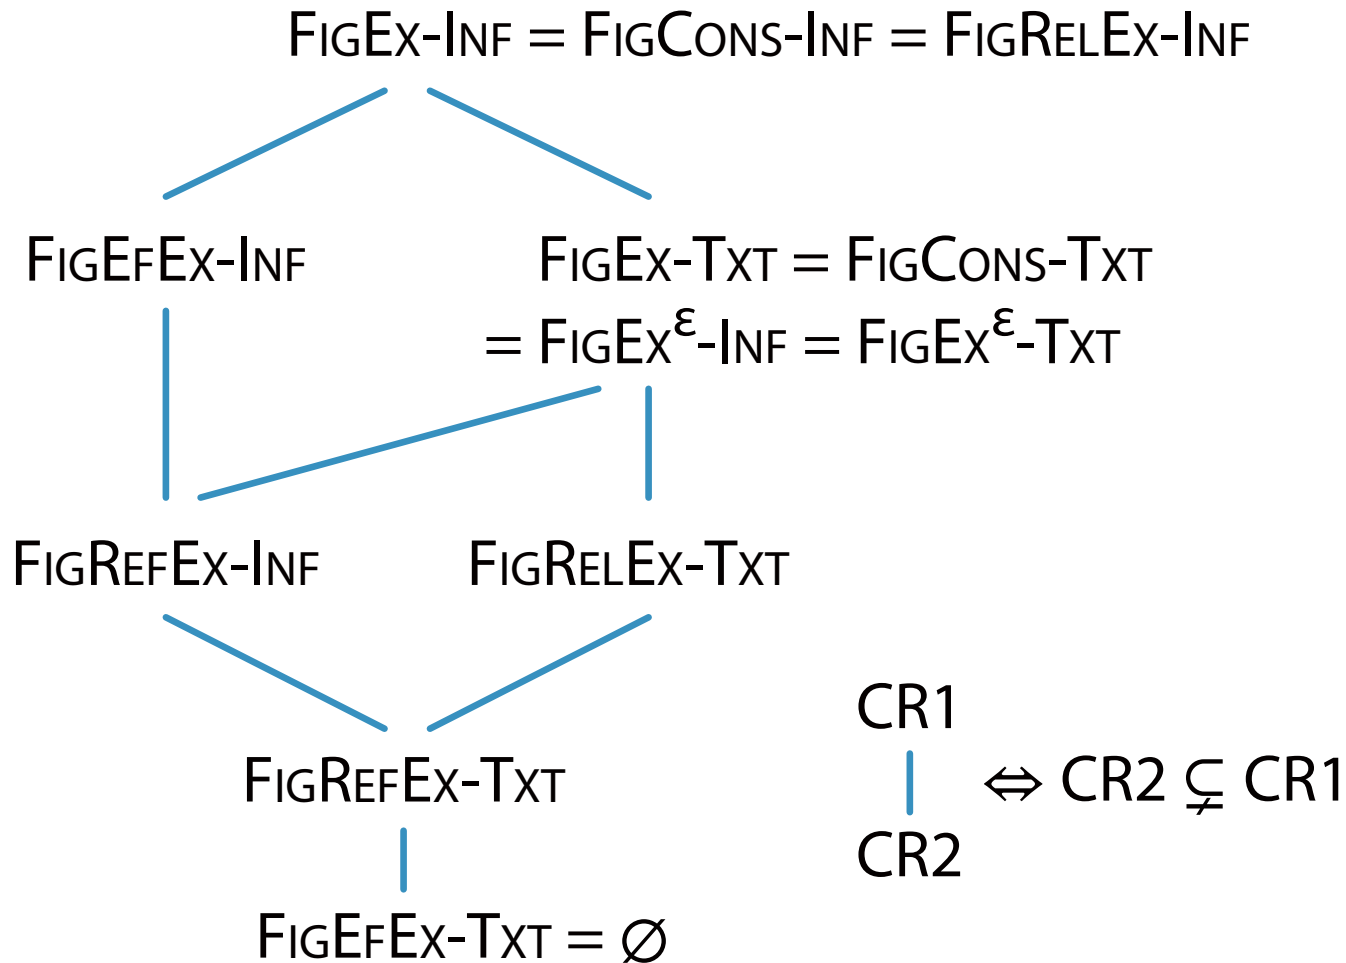 FIGEX-INF = FIGCONS-INF = FIGRELEX-INF
FIGEFEX-INF
FIGEX-TXT = FIGCONS-TXT
= FIGEX^ε-INF = FIGEX^ε-TXT
FIGREFEX-INF
FIGRELEX-TXT
FIGREFEX-TXT
CR1
⇔ CR2 ⊊ CR1
CR2
FIGEFEX-TXT = ∅